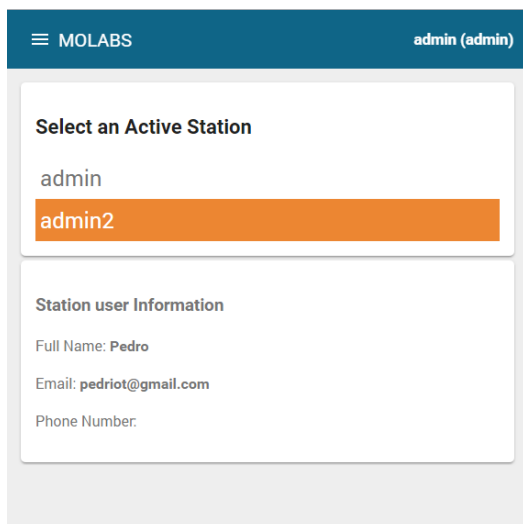 MOLABS admin (admin)
Select an Active Station
admin
admin2
Station user Information
Full Name: Pedro
Email: pedriot@gmail.com
Phone Number: